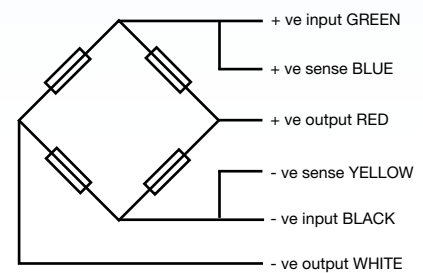 + ve input GREEN
+ ve sense BLUE
+ ve output RED
- ve sense YELLOW
- ve input BLACK
- ve output WHITE